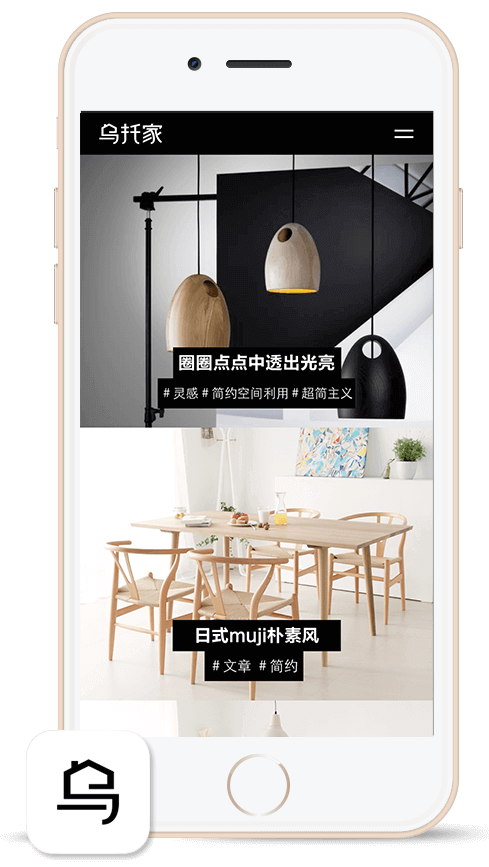 乌托家
圈圈点点中透出光亮
# 灵感 # 简约空间利用 # 超简主义
日式muji朴素风
# 文章 # 简约
乌